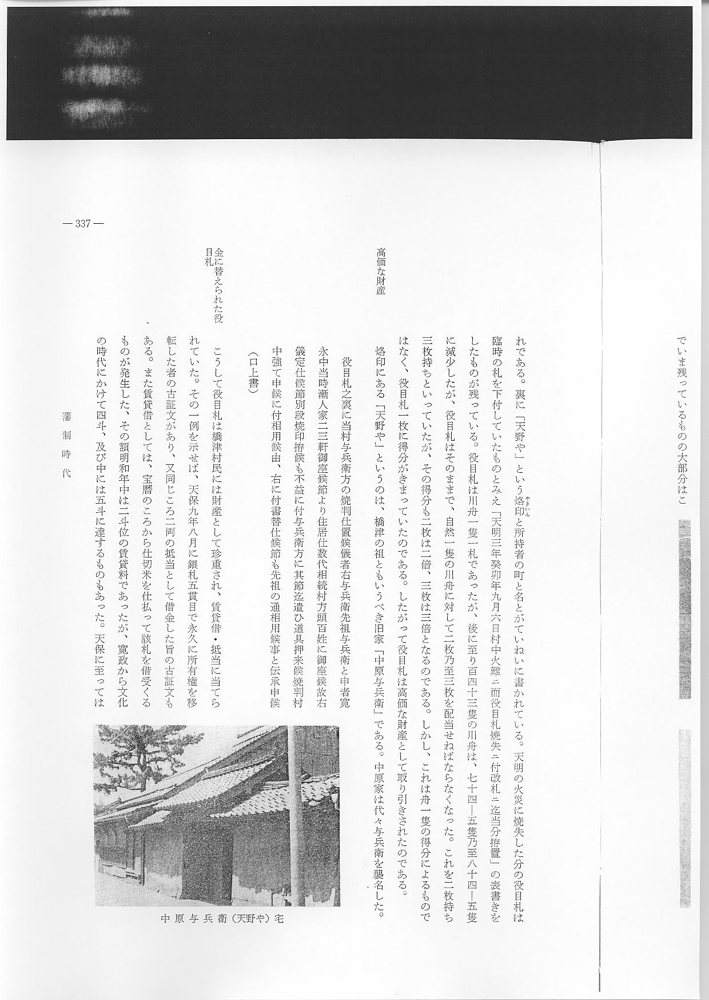 でいま残っているものの大部分はこ
れである。裏に「天野や」という烙印と所持者の町と名とがていねいに書かれている。天明の火災に焼失した分の役目札は
やきいん
臨時の札を下付していたものとみえ「天明三年癸卯年九月六日村中火難ニ而役目札焼失ニ付改札ニ迄当分拵置」の表書きを
したものが残っている。役目札は川舟一隻一札であったが、後に至り百四十三隻の川舟は、七十四―五隻乃至八十四―五隻
に減少したが、役目札はそのままで、自然一隻の川舟に対して二枚乃至三枚を配当せねばならなくなった。これを二枚持ち
三枚持ちといっていたが、その得分も二枚は二倍、三枚は三倍となるのである。しかし、これは舟一隻の得分によるもので
はなく、役目札一枚に得分がきまっていたのである。したがって役目札は高価な財産として取り引きされたのである。
高価な財産
烙印にある「天野や」というのは、橋津の祖ともいうべき旧家「中原与兵衛」である。中原家は代々与兵衛を襲名した。
役目札之裏に当村与兵衛方の焼判仕置候儀者右与兵衛先祖与兵衛と申者寛
永中当時漸人家二三軒御座候節より住居仕数代相続村方頭百姓に御座候故右
儀定仕候節別段焼印拵候も不益に付与兵衛方に其節迄遣ひ道具押来候焼判村
中強て申候に付相用候由、右に付書替仕候節も先祖の通相用候事と伝承申候
(口上書)
金に替えられた役
目札
こうして役目札は橋津村民には財産として珍重され、賃貸借・抵当に当てら
れていた。その一例を示せば、天保九年八月に銀札五貫目で永久に所有権を移
転した者の古証文があり、又同じころ二両の抵当として借金した旨の古証文も
ある。また賃貸借としては、宝暦のころから仕切米を仕払って該札を借受くる
ものが発生した、その額明和年中は二斗位の賃貸料であったが、寛政から文化
の時代にかけて四斗、及び中には五斗に達するものもあった。天保に至っては
中原与兵衛(天野や)宅
藩制時代
― 337 ―